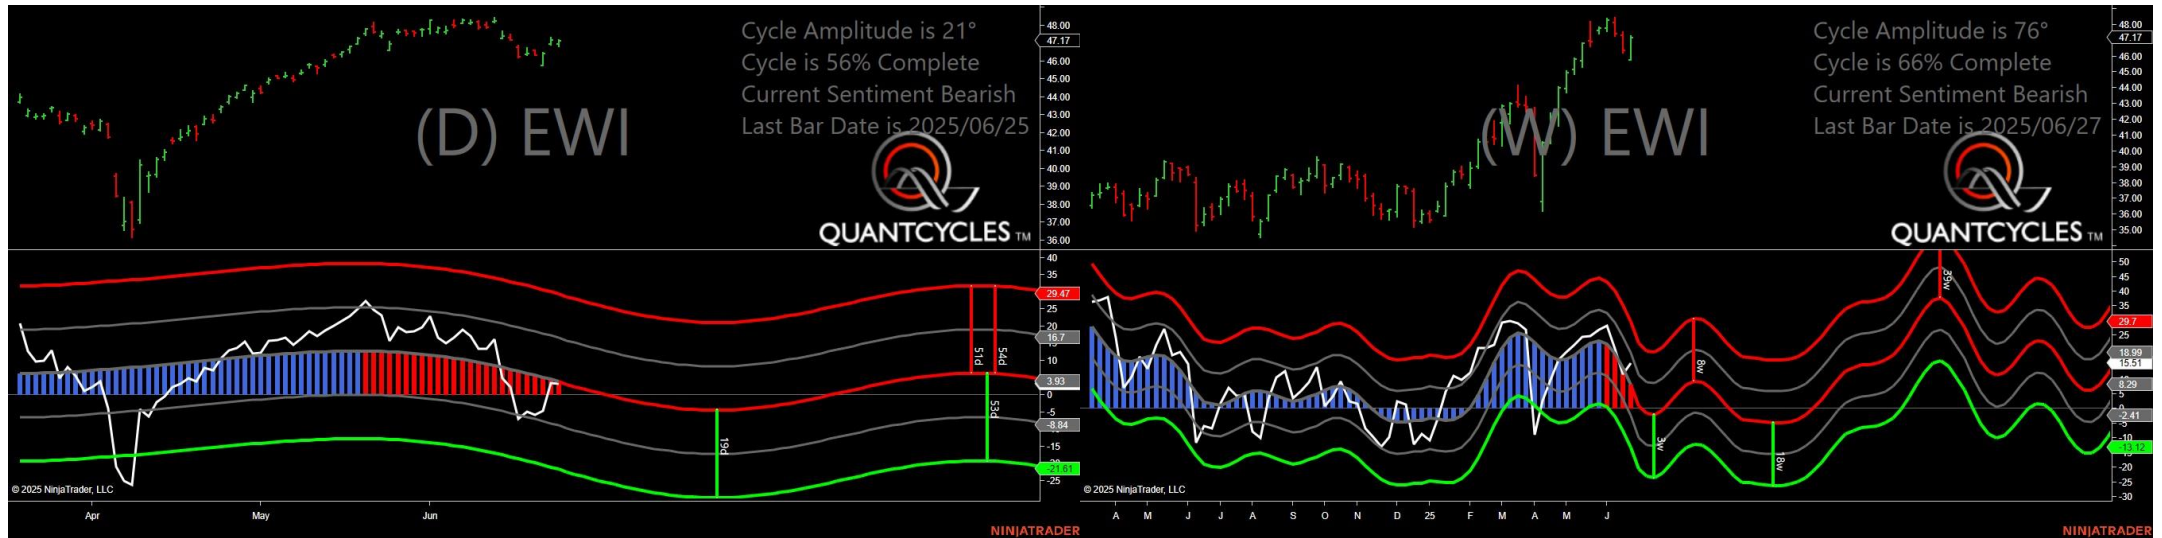 Cycle Amplitude is 21°
Cycle is 56% Complete
Current Sentiment Bearish
Last Bar Date is 2025/06/25
(D) EWI
QUANTCYCLES TM
48.00
47.17
46.00
45.00
44.00
43.00
42.00
41.00
40.00
39.00
38.00
37.00
36.00
40
35
29.47
25
20
16.7
10
3.93
0
-5
-8.84
-15
-21.61
-25
51d
54d
53d
19d
© 2025 NinjaTrader, LLC
Apr
May
Jun
NINJATRADER
Cycle Amplitude is 76°
Cycle is 66% Complete
Current Sentiment Bearish
Last Bar Date is 2025/06/27
(W) EWI
QUANTCYCLES TM
48.00
47.17
46.00
45.00
44.00
43.00
42.00
41.00
40.00
39.00
38.00
37.00
36.00
35.00
50
45
40
35
29.7
25
18.99
15.51
8.29
0
-2.41
-5
-10
-13.12
-20
-25
-30
89w
8w
3w
18w
© 2025 NinjaTrader, LLC
A M J J A S O N D 25 F M A M J
NINJATRADER